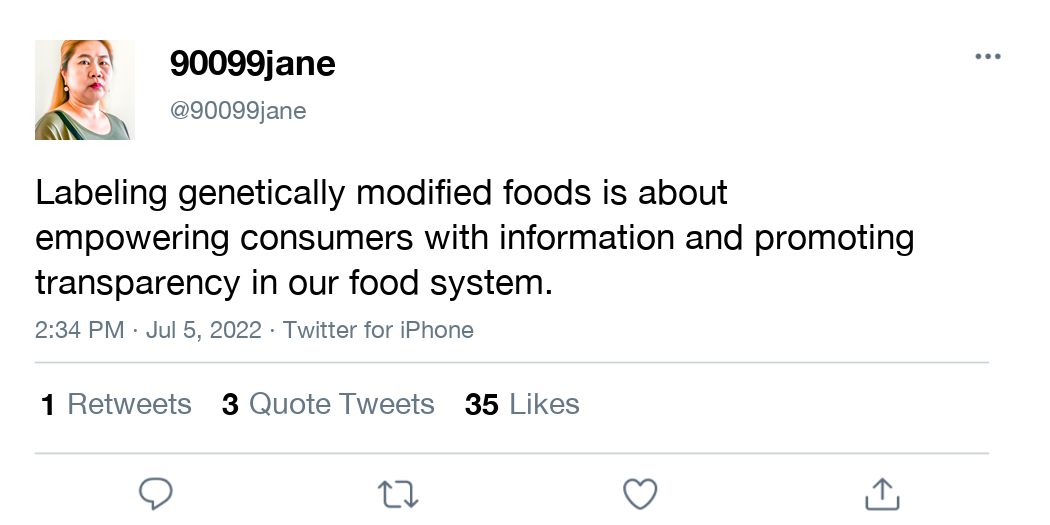 90099jane
@90099jane
Labeling genetically modified foods is about
empowering consumers with information and promoting
transparency in our food system.
2:34 PM · Jul 5, 2022 · Twitter for iPhone
1 Retweets 3 Quote Tweets 35 Likes